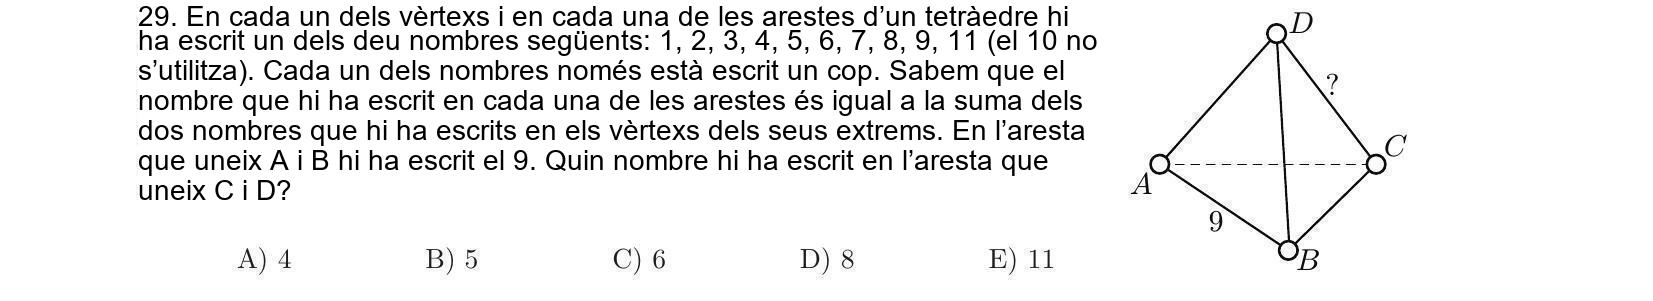 29. En cada un dels vèrtexs i en cada una de les arestes d’un tetràedre hi
ha escrit un dels deu nombres següents: 1, 2, 3, 4, 5, 6, 7, 8, 9, 11 (el 10 no
s’utilitza). Cada un dels nombres només està escrit un cop. Sabem que el
nombre que hi ha escrit en cada una de les arestes és igual a la suma dels
dos nombres que hi ha escrits en els vèrtexs dels seus extrems. En l’aresta
que uneix A i B hi ha escrit el 9. Quin nombre hi ha escrit en l’aresta que
uneix C i D?
A) 4 B) 5 C) 6 D) 8 E) 11
D
?
C
A
9
B